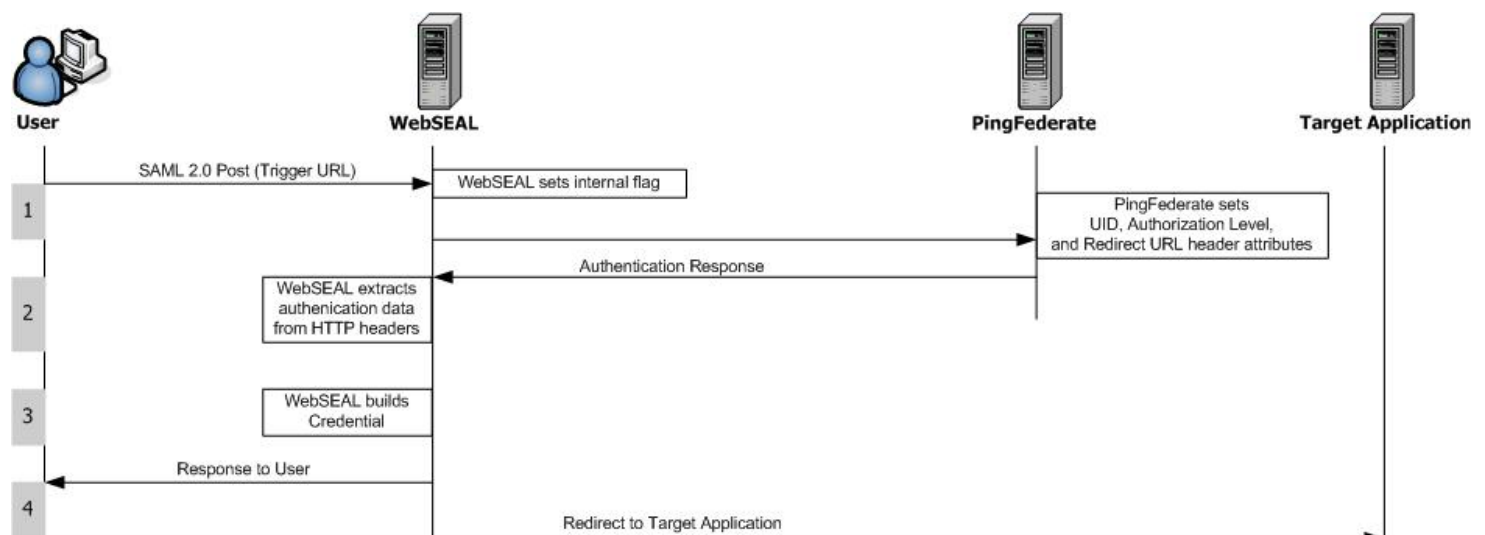 User
WebSEAL
PingFederate
Target Application
SAML 2.0 Post (Trigger URL)
WebSEAL sets internal flag
1
PingFederate sets
UID, Authorization Level,
and Redirect URL header attributes
Authentication Response
2
WebSEAL extracts
authenication data
from HTTP headers
3
WebSEAL builds
Credential
Response to User
4
Redirect to Target Application